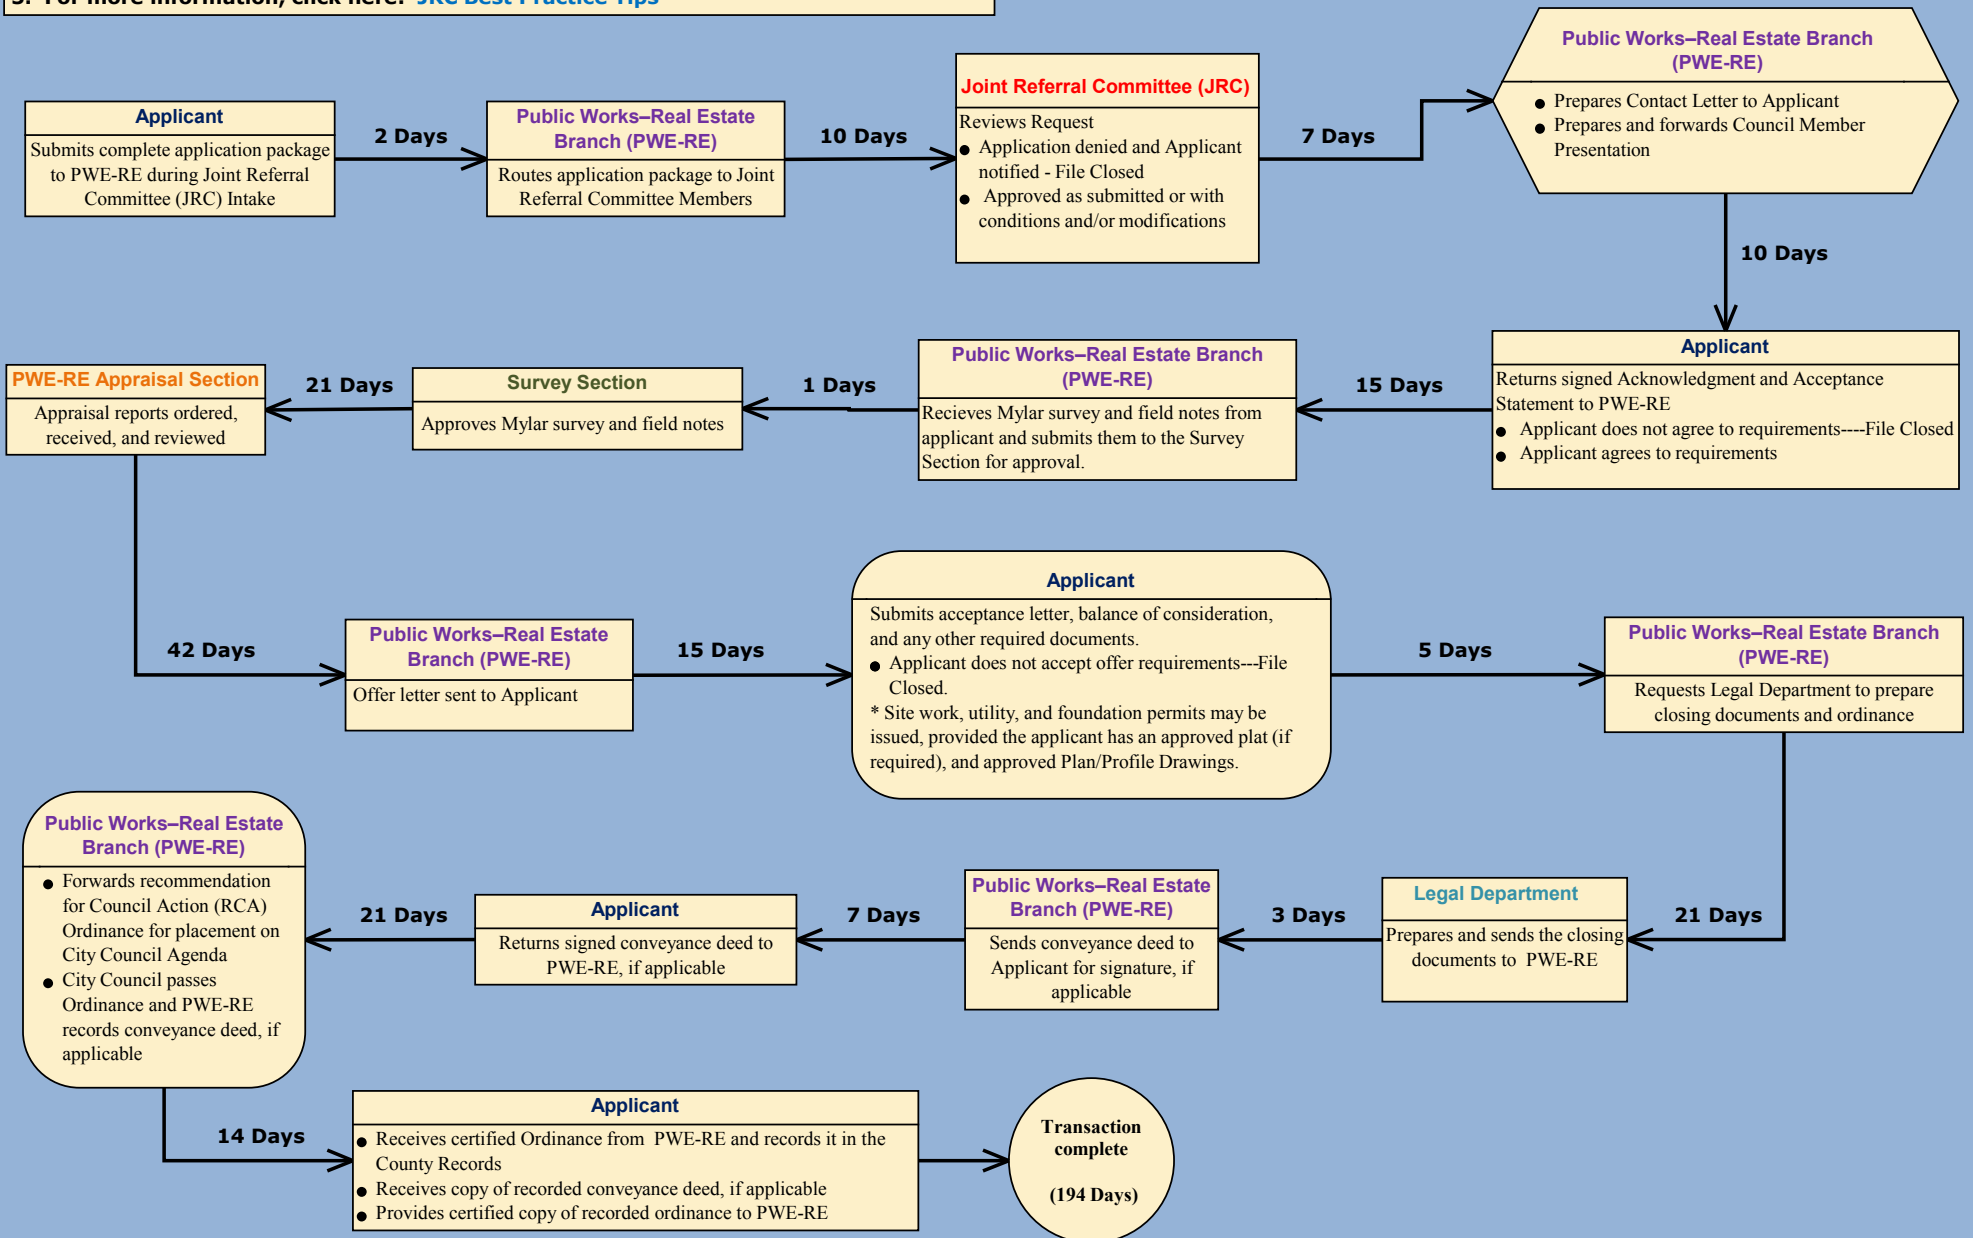 3. For more information, click here: JRC Best Practice Tips
Applicant
Submits complete application package
to PWE-RE during Joint Referral
Committee (JRC) Intake
2 Days
Public Works–Real Estate
Branch (PWE-RE)
Routes application package to Joint
Referral Committee Members
10 Days
Joint Referral Committee (JRC)
Reviews Request
● Application denied and Applicant
notified - File Closed
● Approved as submitted or with
conditions and/or modifications
7 Days
Public Works–Real Estate Branch
(PWE-RE)
● Prepares Contact Letter to Applicant
● Prepares and forwards Council Member
Presentation
10 Days
Applicant
Returns signed Acknowledgment and Acceptance
Statement to PWE-RE
● Applicant does not agree to requirements----File Closed
● Applicant agrees to requirements
15 Days
Public Works–Real Estate Branch
(PWE-RE)
Recieves Mylar survey and field notes from
applicant and submits them to the Survey
Section for approval.
1 Days
Survey Section
Approves Mylar survey and field notes
21 Days
PWE-RE Appraisal Section
Appraisal reports ordered,
received, and reviewed
42 Days
Public Works–Real Estate
Branch (PWE-RE)
Offer letter sent to Applicant
15 Days
Applicant
Submits acceptance letter, balance of consideration,
and any other required documents.
● Applicant does not accept offer requirements---File
Closed.
* Site work, utility, and foundation permits may be
issued, provided the applicant has an approved plat (if
required), and approved Plan/Profile Drawings.
5 Days
Public Works–Real Estate Branch
(PWE-RE)
Requests Legal Department to prepare
closing documents and ordinance
21 Days
Legal Department
Prepares and sends the closing
documents to PWE-RE
3 Days
Public Works–Real Estate
Branch (PWE-RE)
Sends conveyance deed to
Applicant for signature, if
applicable
7 Days
Applicant
Returns signed conveyance deed to
PWE-RE, if applicable
21 Days
Public Works–Real Estate
Branch (PWE-RE)
● Forwards recommendation
for Council Action (RCA)
Ordinance for placement on
City Council Agenda
● City Council passes
Ordinance and PWE-RE
records conveyance deed, if
applicable
14 Days
Applicant
● Receives certified Ordinance from PWE-RE and records it in the
County Records
● Receives copy of recorded conveyance deed, if applicable
● Provides certified copy of recorded ordinance to PWE-RE
Transaction
complete
(194 Days)